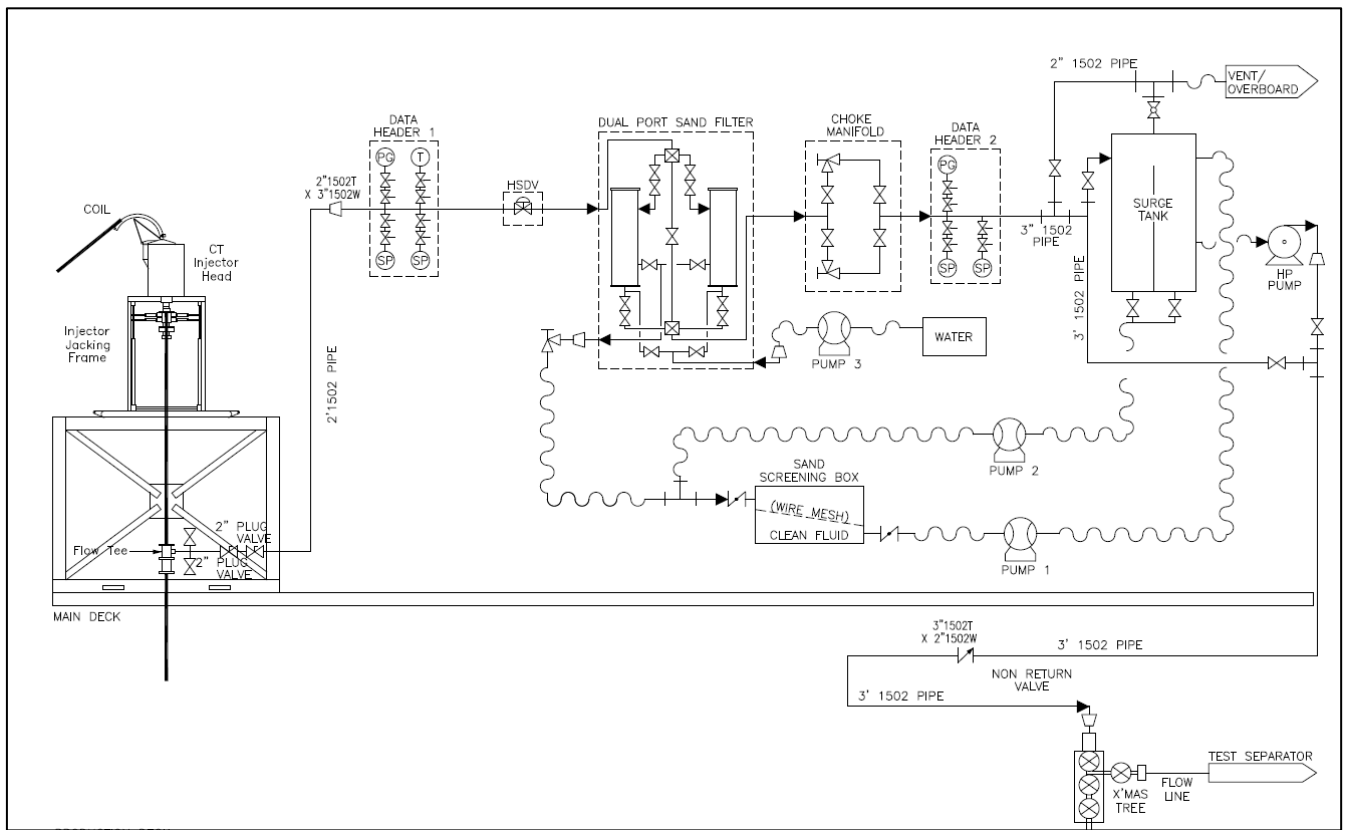 2" 1502 PIPE
VENT/
OVERBOARD
DATA
HEADER 1
PG
T
SP
SP
2"1502T
X 3"1502W
HSDV
DUAL PORT SAND FILTER
CHOKE
MANIFOLD
DATA
HEADER 2
PG
SP
SP
3" 1502
PIPE
SURGE
TANK
HP
PUMP
COIL
CT
Injector
Head
Injector
Jacking
Frame
2'1502 PIPE
3' 1502 PIPE
PUMP 3
WATER
PUMP 2
SAND
SCREENING BOX
(WIRE MESH)
CLEAN FLUID
PUMP 1
2" PLUG
VALVE
Flow Tee
2" PLUG
VALVE
MAIN DECK
3"1502T
X 2"1502W
3' 1502 PIPE
NON RETURN
VALVE
3' 1502 PIPE
TEST SEPARATOR
X'MAS
TREE
FLOW
LINE